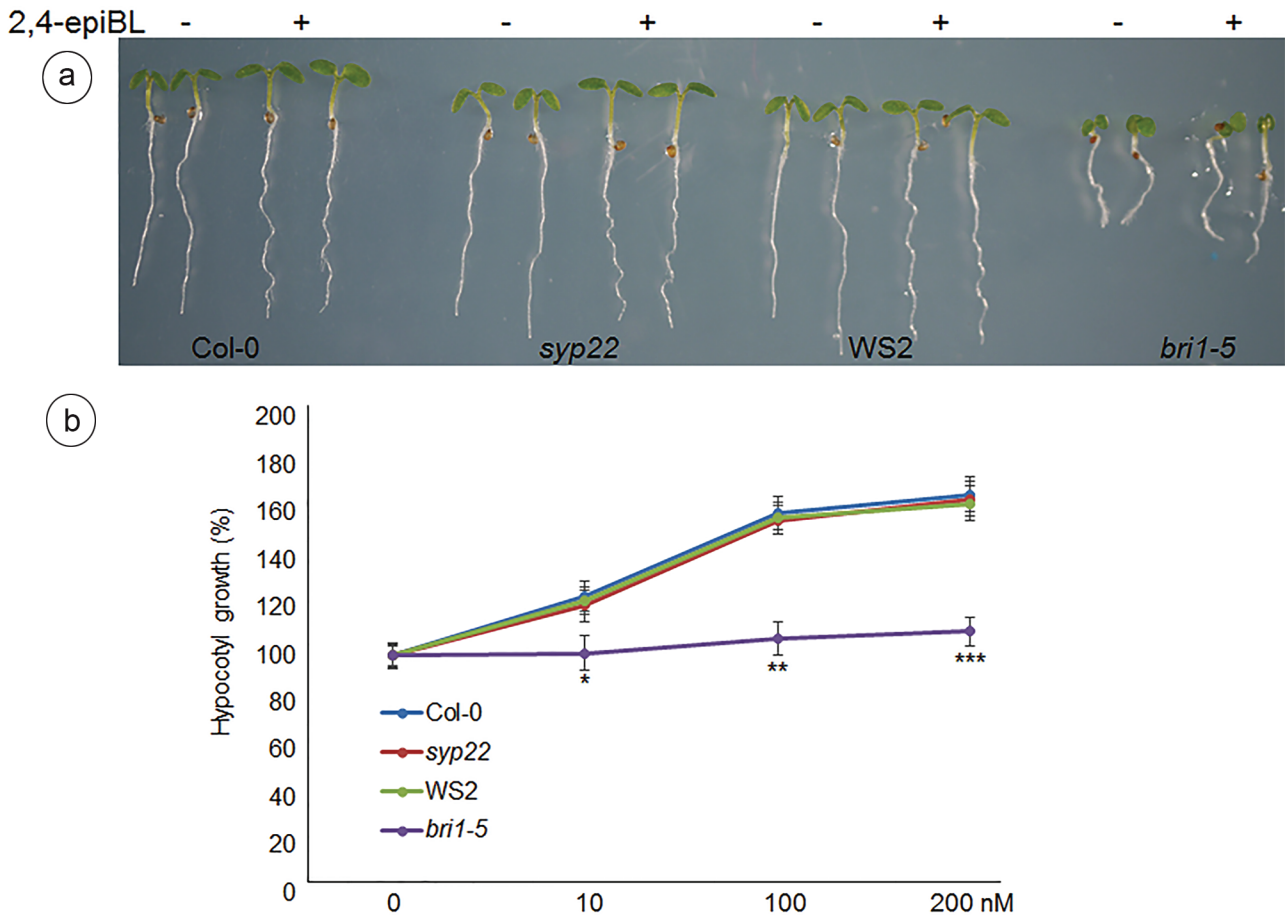 2,4-epiBL - + - + - + - +
a
Col-0 syp22 WS2 bri1-5
b
Hypocotyl growth (%)
200
180
160
140
120
100
80
60
40
20
0
* ** ***
Col-0
syp22
WS2
bri1-5
0 10 100 200 nM